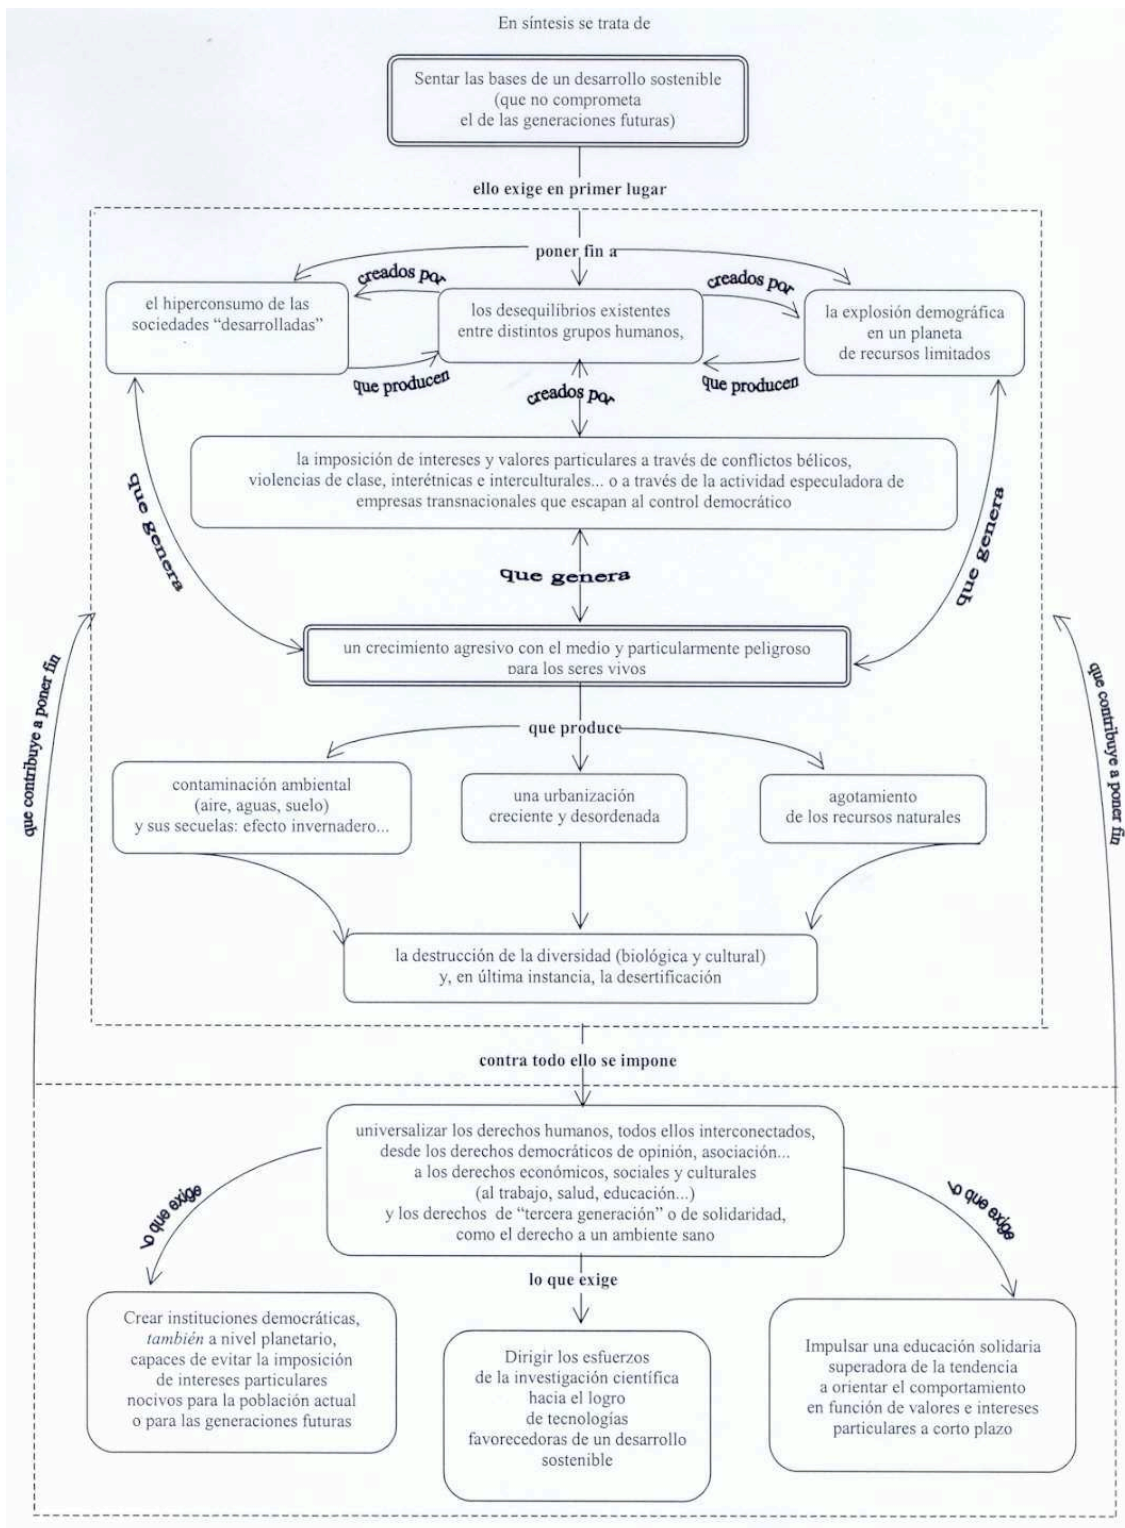 En síntesis se trata de
Sentar las bases de un desarrollo sostenible
(que no comprometa
el de las generaciones futuras)
ello exige en primer lugar
poner fin a
creados por
creados por
el hiperconsumo de las
sociedades “desarrolladas”
los desequilibrios existentes
entre distintos grupos humanos,
la explosión demográfica
en un planeta
de recursos limitados
que producen
creados por
que producen
la imposición de intereses y valores particulares a través de conflictos bélicos,
violencias de clase, interétnicas e interculturales... o a través de la actividad especuladora de
empresas transnacionales que escapan al control democrático
que genera
que genera
que genera
un crecimiento agresivo con el medio y particularmente peligroso
para los seres vivos
que contribuye a poner fin
que contribuye a poner fin
que produce
contaminación ambiental
(aire, aguas, suelo)
y sus secuelas: efecto invernadero...
una urbanización
creciente y desordenada
agotamiento
de los recursos naturales
la destrucción de la diversidad (biológica y cultural)
y, en última instancia, la desertificación
contra todo ello se impone
universalizar los derechos humanos, todos ellos interconectados,
desde los derechos democráticos de opinión, asociación...
a los derechos económicos, sociales y culturales
(al trabajo, salud, educación...)
y los derechos de “tercera generación” o de solidaridad,
como el derecho a un ambiente sano
lo que exige
lo que exige
lo que exige
Crear instituciones democráticas,
también a nivel planetario,
capaces de evitar la imposición
de intereses particulares
nocivos para la población actual
o para las generaciones futuras
Dirigir los esfuerzos
de la investigación científica
hacia el logro
de tecnologías
favorecedoras de un desarrollo
sostenible
Impulsar una educación solidaria
superadora de la tendencia
a orientar el comportamiento
en función de valores e intereses
particulares a corto plazo